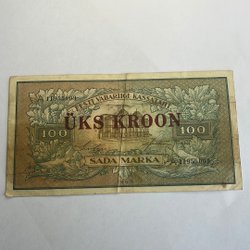 EESTI VABARIIGI KASSATÄHT
ÜKS KROON
100 100
SADA MARKA